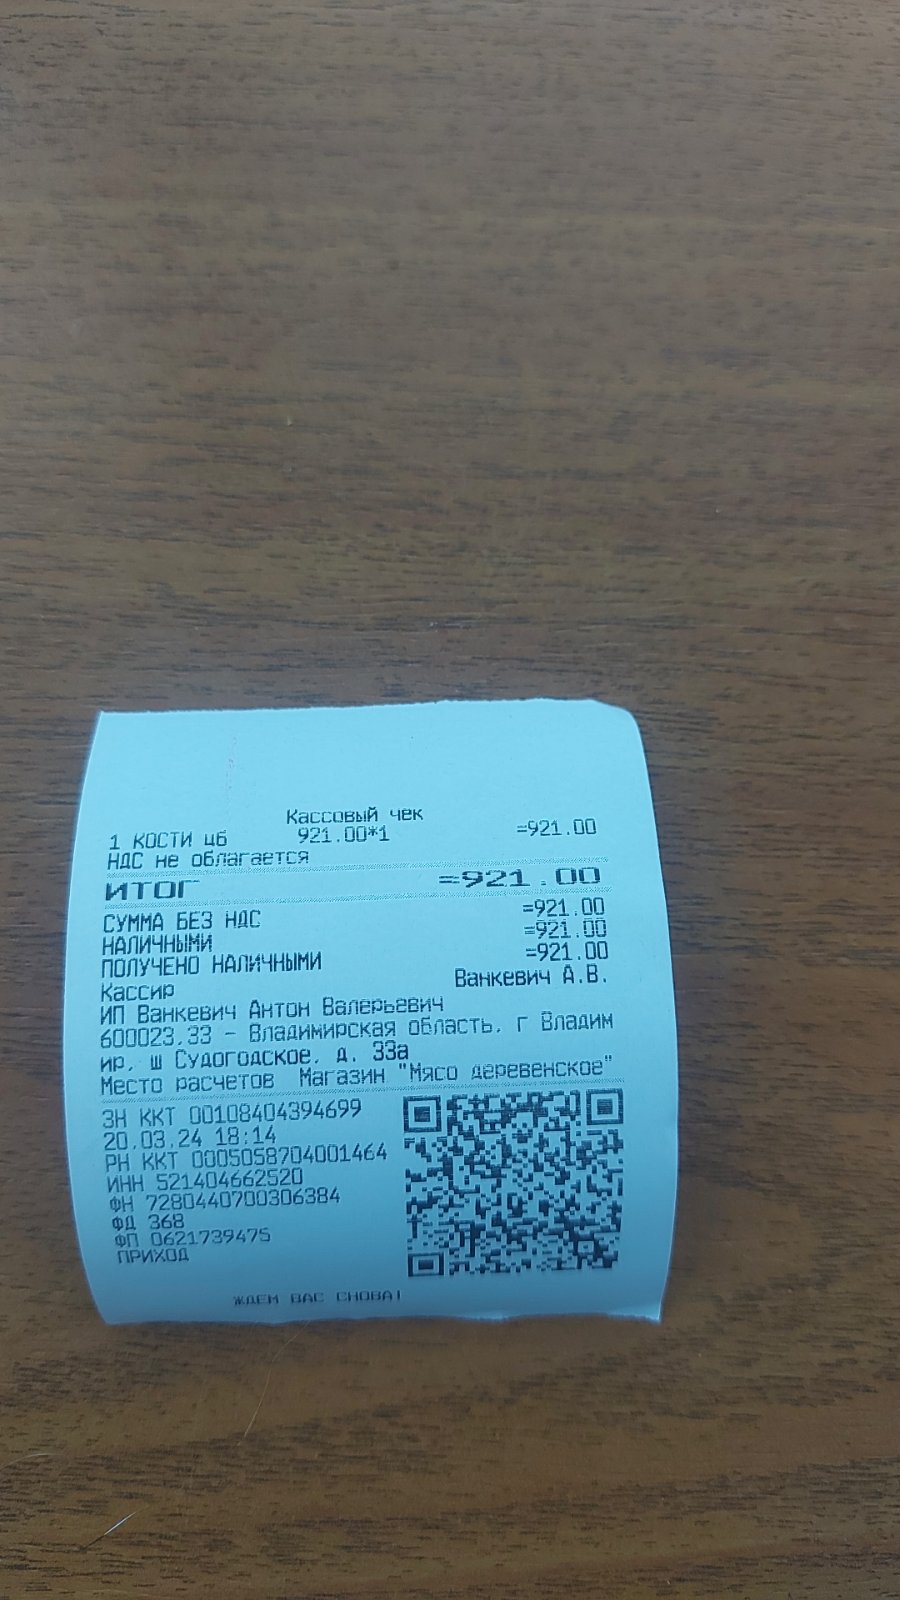 Кассовый чек
1 КОСТИ цб 921.00*1 =921.00
НДС не облагается
ИТОГ =921.00
СУММА БЕЗ НДС =921.00
НАЛИЧНЫМИ =921.00
ПОЛУЧЕНО НАЛИЧНЫМИ =921.00
Кассир Ванкевич А.В.
ИП Ванкевич Антон Валерьевич
600023,33 - Владимирская область, г Владим
ир, ш Судогодское, д. 33а
Место расчетов Магазин "Мясо деревенское"
ЗН ККТ 00108404394699
20.03.24 18:14
РН ККТ 0005058704001464
ИНН 521404662520
ФН 7280440700306384
ФД 368
ФП 0621739475
ПРИХОД
ЖДЕМ ВАС СНОВА!